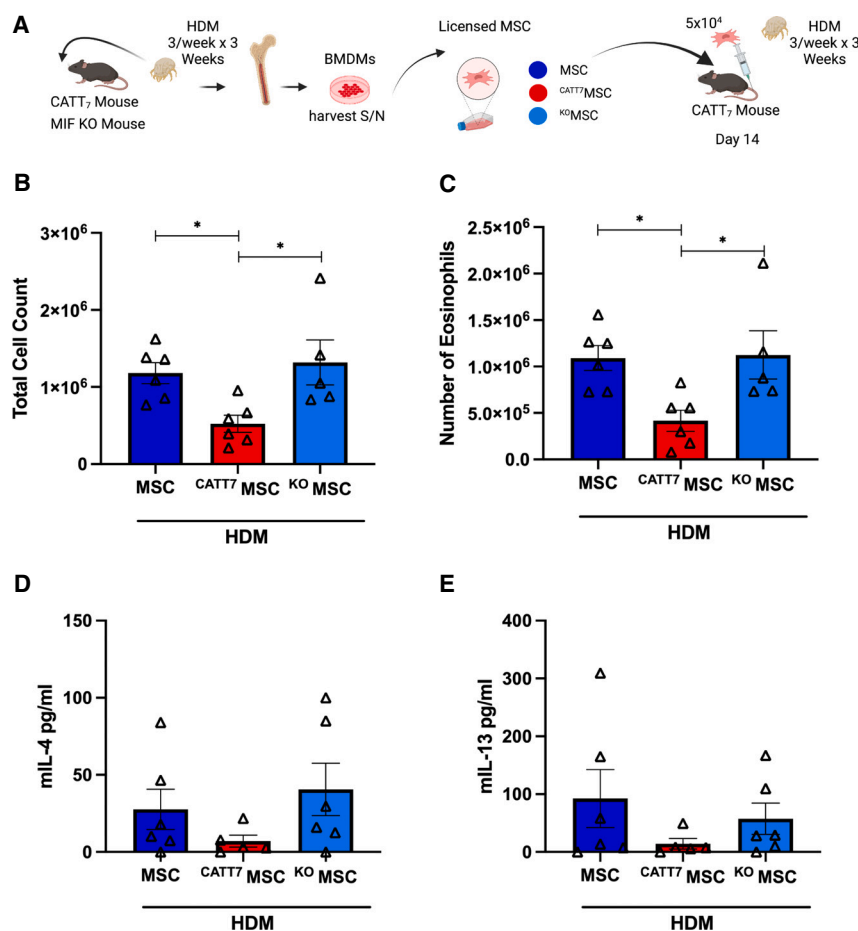 A
HDM
3/week x 3
Weeks
CATT₇ Mouse
MIF KO Mouse
BMDMs
harvest S/N
Licensed MSC
MSC
CATT7MSC
KOMSC
5x10⁴
HDM
3/week x 3
Weeks
CATT₇ Mouse
Day 14
B
Total Cell Count
3×10⁶
2×10⁶
1×10⁶
0
*
*
MSC
CATT7 MSC
KO MSC
HDM
C
Number of Eosinophils
2.5×10⁶
2.0×10⁶
1.5×10⁶
1.0×10⁶
5.0×10⁵
0.0
*
*
MSC
CATT7 MSC
KO MSC
HDM
D
mIL-4 pg/ml
150
100
50
0
MSC
CATT7 MSC
KO MSC
HDM
E
mIL-13 pg/ml
400
300
200
100
0
MSC
CATT7 MSC
KO MSC
HDM